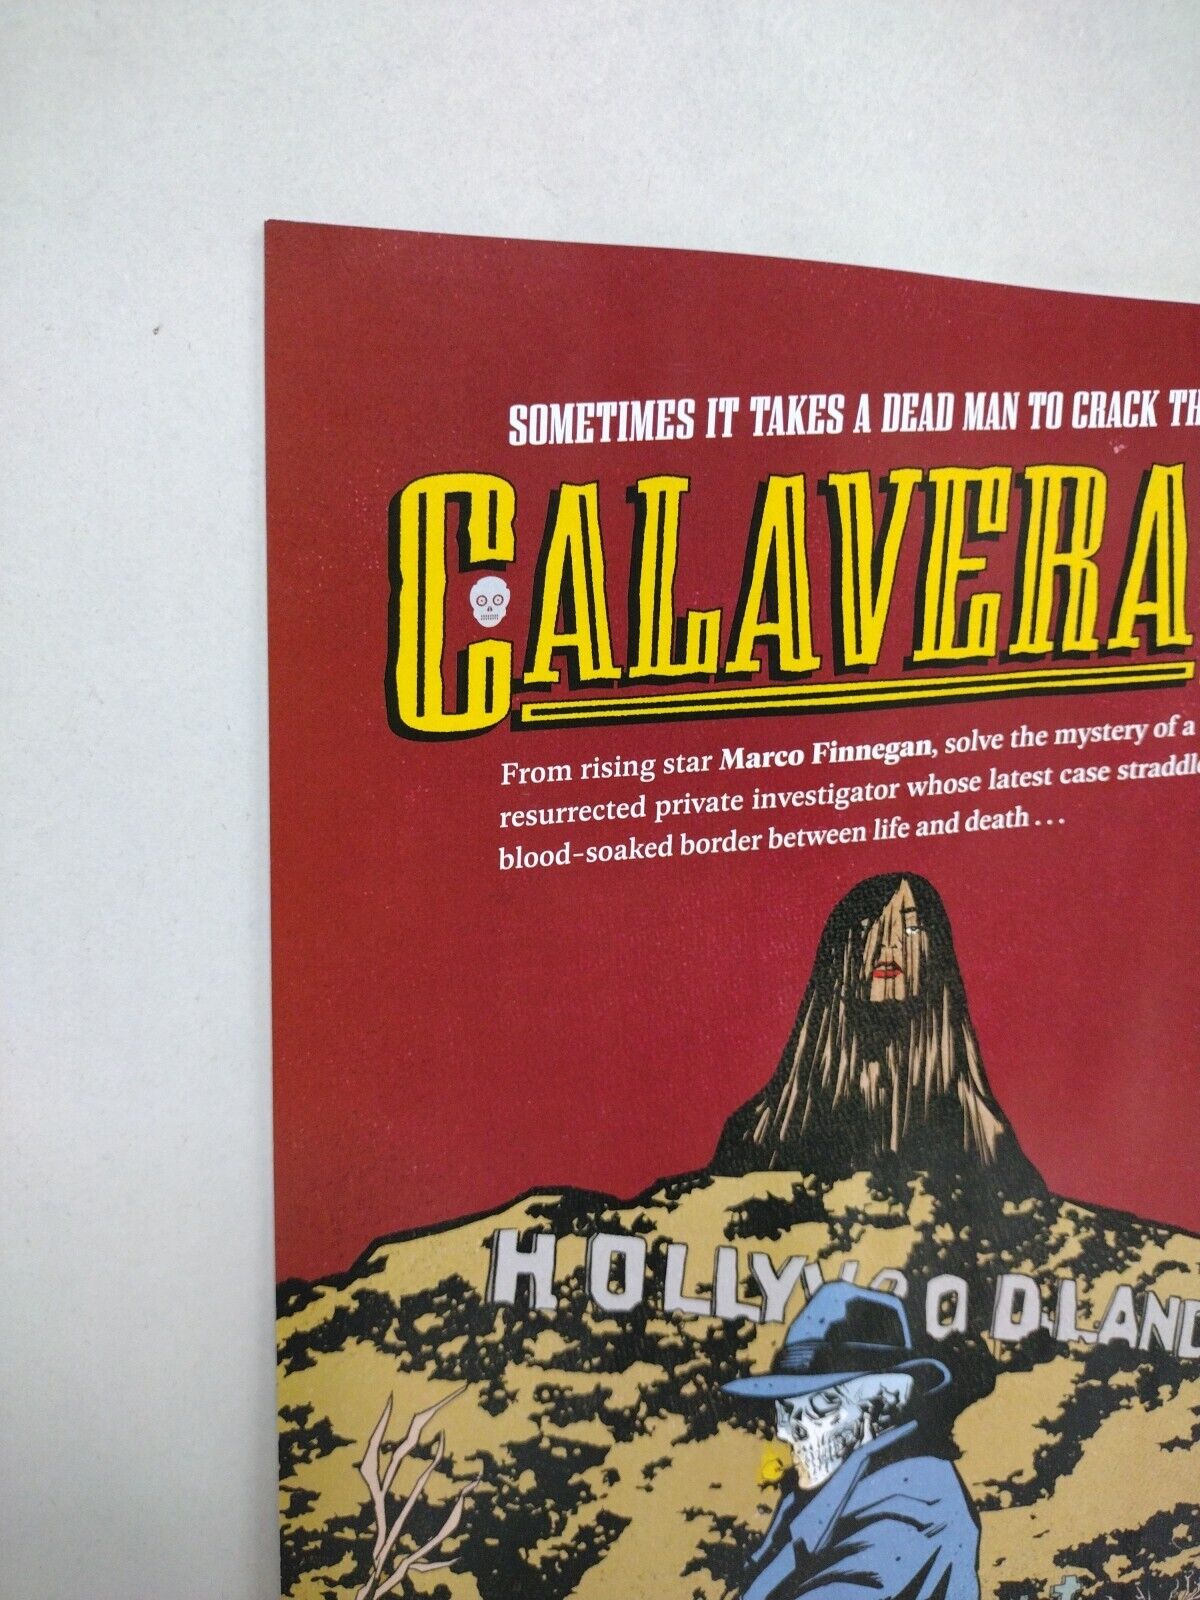 SOMETIMES IT TAKES A DEAD MAN TO CRACK TH
CALAVERA
From rising star Marco Finnegan, solve the mystery of a
resurrected private investigator whose latest case straddle
blood-soaked border between life and death...
HOLLYWOODLAND